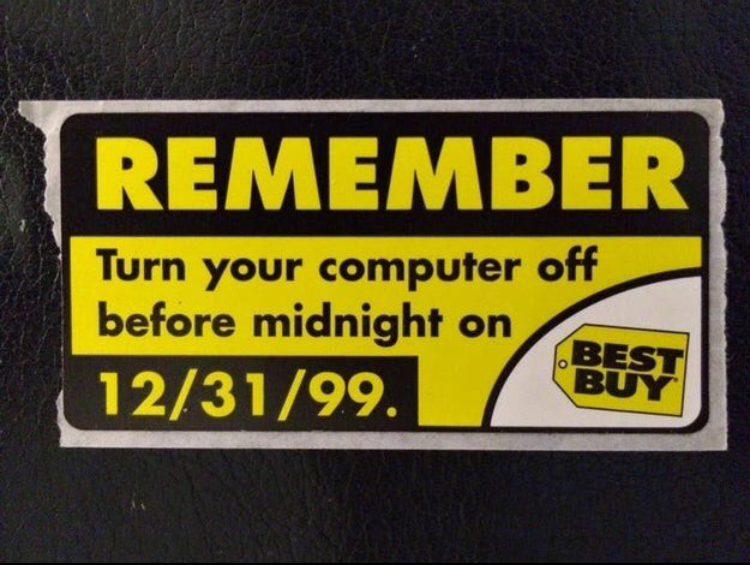 REMEMBER
Turn your computer off
before midnight on
12/31/99.
BEST
BUY